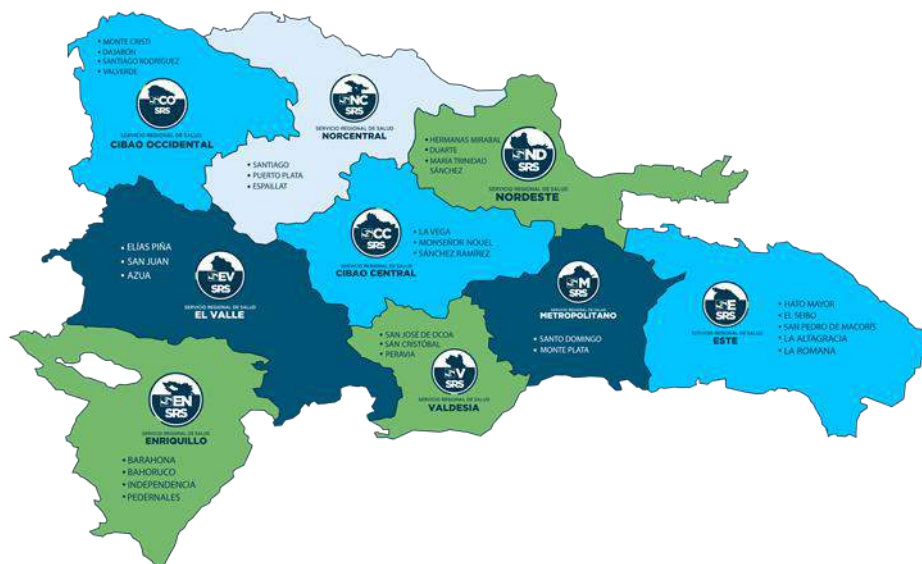 • MONTE CRISTI
• DAJABÓN
• SANTIAGO RODRÍGUEZ
• VALVERDE
CO
SRS
SERVICIO REGIONAL DE SALUD
CIBAO OCCIDENTAL
NC
SRS
SERVICIO REGIONAL DE SALUD
NORCENTRAL
• SANTIAGO
• PUERTO PLATA
• ESPAILLAT
• HERMANAS MIRABAL
• DUARTE
• MARÍA TRINIDAD
SÁNCHEZ
ND
SRS
SERVICIO REGIONAL DE SALUD
NORDESTE
• ELÍAS PIÑA
• SAN JUAN
• AZUA
EV
SRS
SERVICIO REGIONAL DE SALUD
EL VALLE
CC
SRS
SERVICIO REGIONAL DE SALUD
CIBAO CENTRAL
• LA VEGA
• MONSEÑOR NOUEL
• SÁNCHEZ RAMÍREZ
M
SRS
SERVICIO REGIONAL DE SALUD
METROPOLITANO
• SANTO DOMINGO
• MONTE PLATA
E
SRS
SERVICIO REGIONAL DE SALUD
ESTE
• HATO MAYOR
• EL SEIBO
• SAN PEDRO DE MACORÍS
• LA ALTAGRACIA
• LA ROMANA
• SAN JOSÉ DE OCOA
• SAN CRISTÓBAL
• PERAVIA
V
SRS
SERVICIO REGIONAL DE SALUD
VALDESIA
EN
SRS
SERVICIO REGIONAL DE SALUD
ENRIQUILLO
• BARAHONA
• BAHORUCO
• INDEPENDENCIA
• PEDERNALES